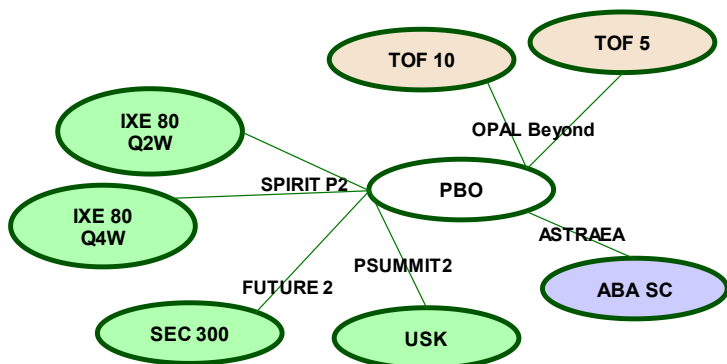 TOF 10
TOF 5
IXE 80
Q2W
OPAL Beyond
SPIRIT P2
PBO
IXE 80
Q4W
ASTRAEA
PSUMMIT2
FUTURE 2
ABA SC
SEC 300
USK